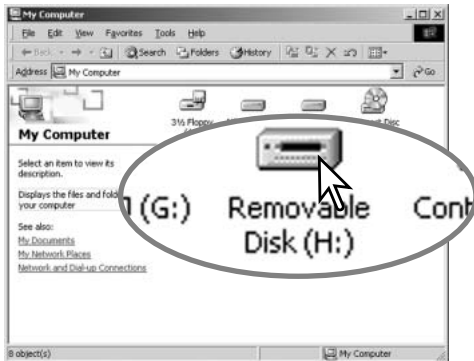 My Computer
File Edit View Favorites Tools Help
Back Search Folders History
Address My Computer Go
3½ Floppy Disc
My Computer
Select an item to view its
description.
Displays the files and
your computer
See also:
My Documents
My Network Places
Network and Dial-up Connections
(G:) Removable
Disk (H:)
8 object(s) My Computer